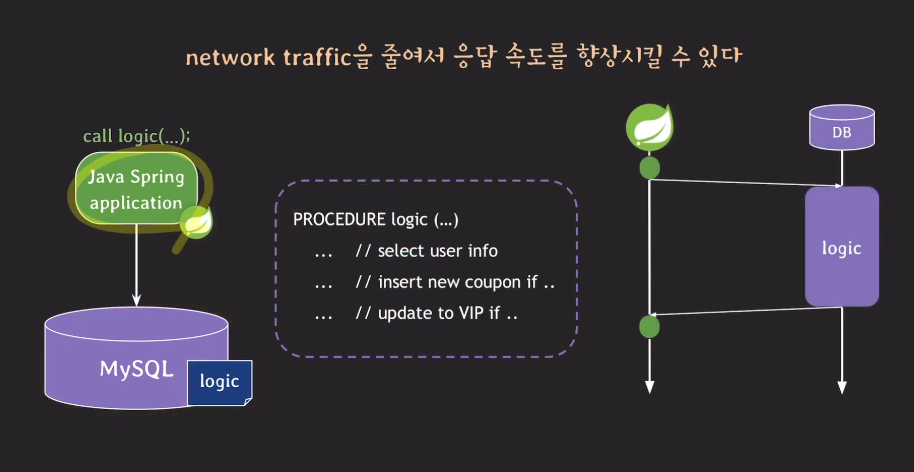 network traffic을 줄여서 응답 속도를 향상시킬 수 있다
call logic(...);
Java Spring
application
MySQL
logic
PROCEDURE logic (...)
... // select user info
... // insert new coupon if ..
... // update to VIP if ..
DB
logic